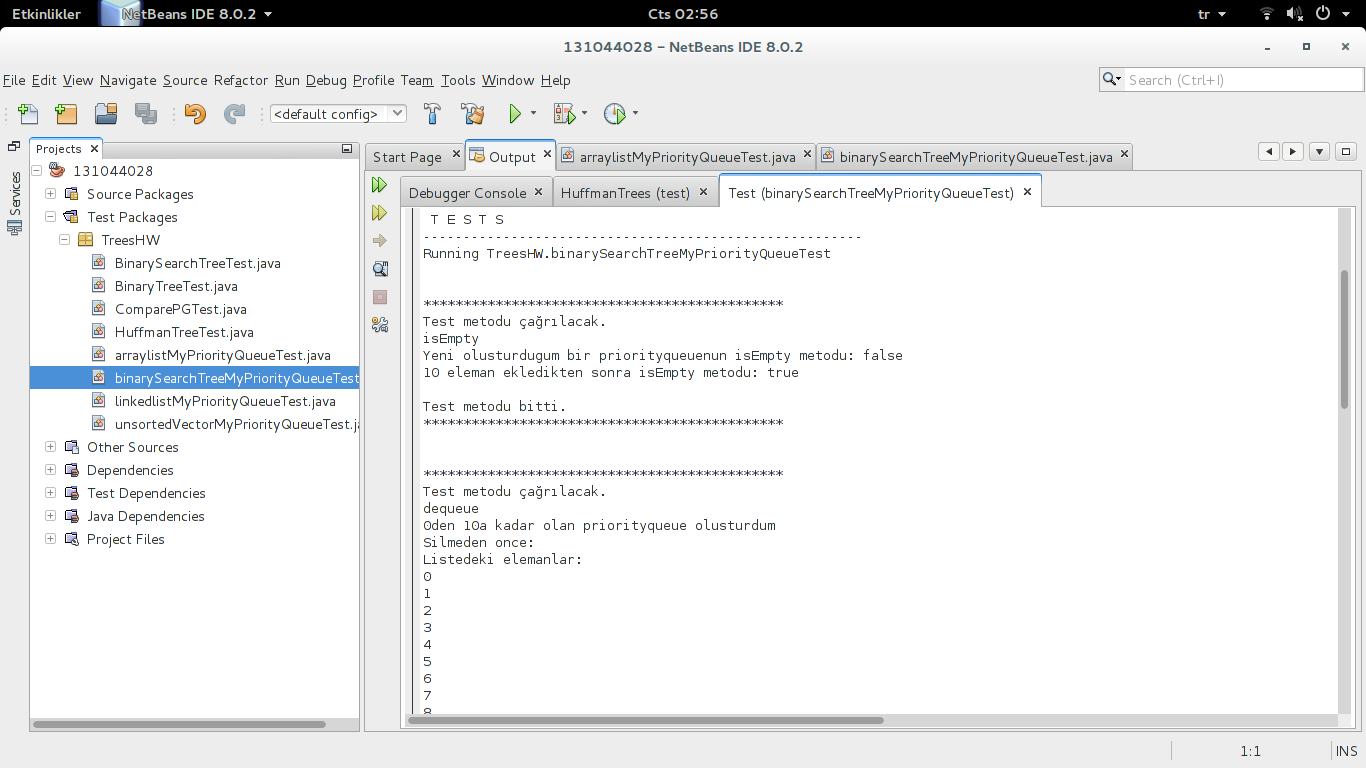 Etkinlikler NetBeans IDE 8.0.2 Cts 02:56 tr
131044028 – NetBeans IDE 8.0.2
File Edit View Navigate Source Refactor Run Debug Profile Team Tools Window Help
Search (Ctrl+I)
<default config>
Projects
Services
131044028
Source Packages
Test Packages
TreesHW
BinarySearchTreeTest.java
BinaryTreeTest.java
ComparePGTest.java
HuffmanTreeTest.java
arraylistMyPriorityQueueTest.java
binarySearchTreeMyPriorityQueueTest
linkedlistMyPriorityQueueTest.java
unsortedVectorMyPriorityQueueTest.ja
Other Sources
Dependencies
Test Dependencies
Java Dependencies
Project Files
Start Page Output arraylistMyPriorityQueueTest.java binarySearchTreeMyPriorityQueueTest.java
Debugger Console HuffmanTrees (test) Test (binarySearchTreeMyPriorityQueueTest)
T E S T S
-------------------------------------------------------
Running TreesHW.binarySearchTreeMyPriorityQueueTest
*********************************************
Test metodu çağrılacak.
isEmpty
Yeni olusturdugum bir priorityqueuenun isEmpty metodu: false
10 eleman ekledikten sonra isEmpty metodu: true
Test metodu bitti.
*********************************************
*********************************************
Test metodu çağrılacak.
dequeue
0den 10a kadar olan priorityqueue olusturdum
Silmeden once:
Listedeki elemanlar:
0
1
2
3
4
5
6
7
8
1:1 INS